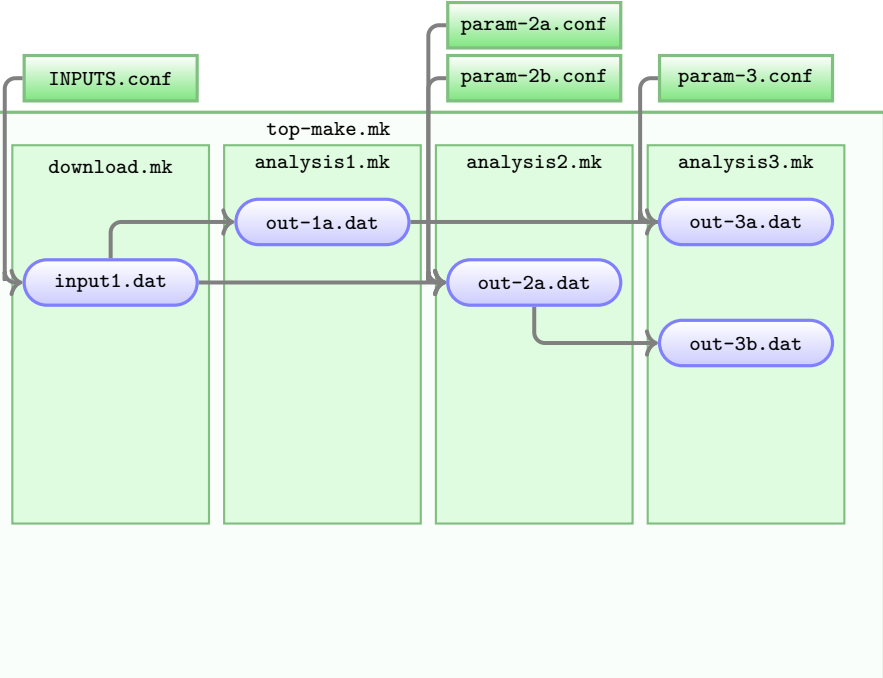 param-2a.conf
INPUTS.conf
param-2b.conf
param-3.conf
top-make.mk
download.mk
analysis1.mk
analysis2.mk
analysis3.mk
out-1a.dat
out-3a.dat
input1.dat
out-2a.dat
out-3b.dat